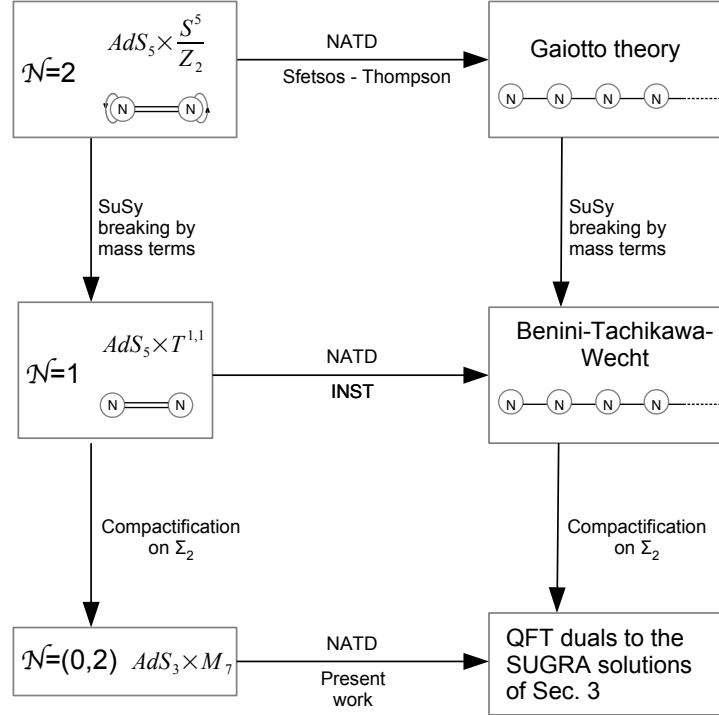 AdS₅ × S⁵/Z₂
𝒩=2
N N
NATD
Sfetsos - Thompson
Gaiotto theory
N N N N
SuSy
breaking by
mass terms
SuSy
breaking by
mass terms
AdS₅ × T¹,¹
𝒩=1
N N
NATD
INST
Benini-Tachikawa-
Wecht
N N N N
Compactification
on Σ₂
Compactification
on Σ₂
𝒩=(0,2) AdS₃ × M₇
NATD
Present
work
QFT duals to the
SUGRA solutions
of Sec. 3